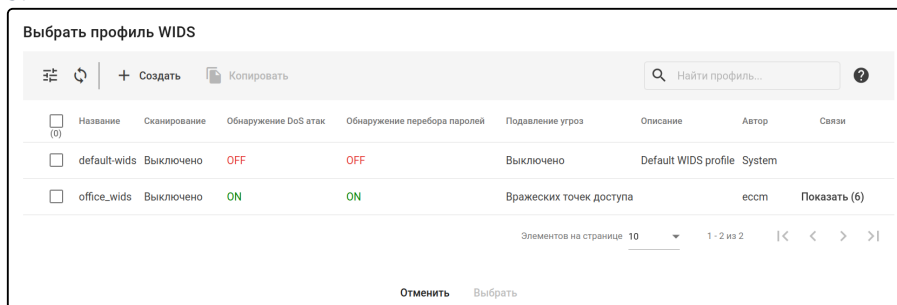 Выбрать профиль WIDS
Создать Копировать Найти профиль...
(0) Название Сканирование Обнаружение DoS атак Обнаружение перебора паролей Подавление угроз Описание Автор Связи
default-wids Выключено OFF OFF Выключено Default WIDS profile System
office_wids Выключено ON ON Вражеских точек доступа eccm Показать (6)
Элементов на странице 10 1 - 2 из 2
Отменить Выбрать